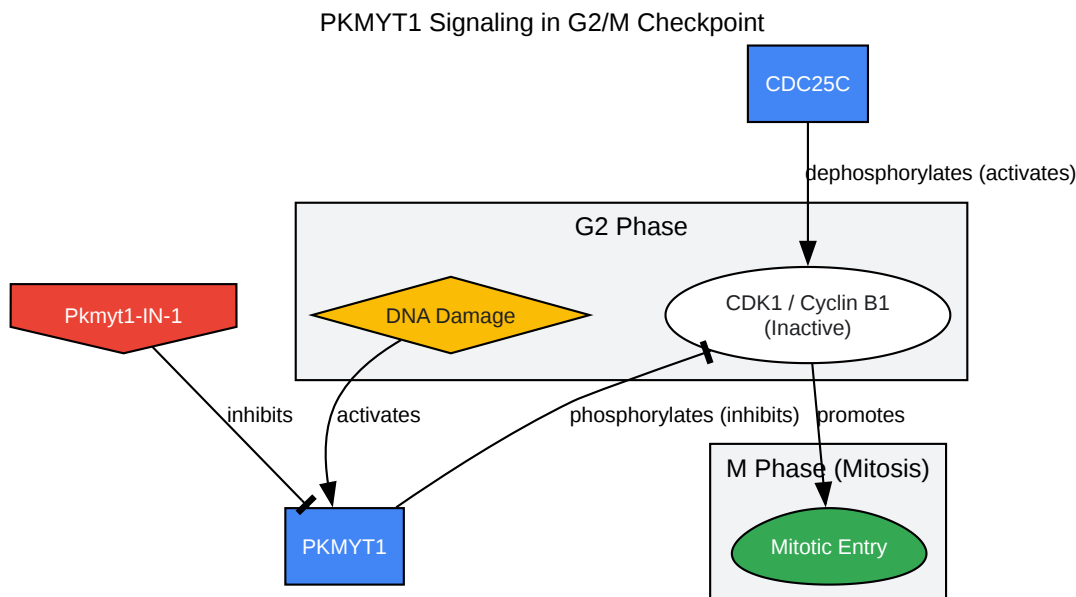 PKMYT1 Signaling in G2/M Checkpoint
CDC25C
dephosphorylates (activates)
G2 Phase
Pkmyt1-IN-1
DNA Damage
CDK1 / Cyclin B1
(Inactive)
inhibits
activates
phosphorylates (inhibits)
promotes
M Phase (Mitosis)
PKMYT1
Mitotic Entry